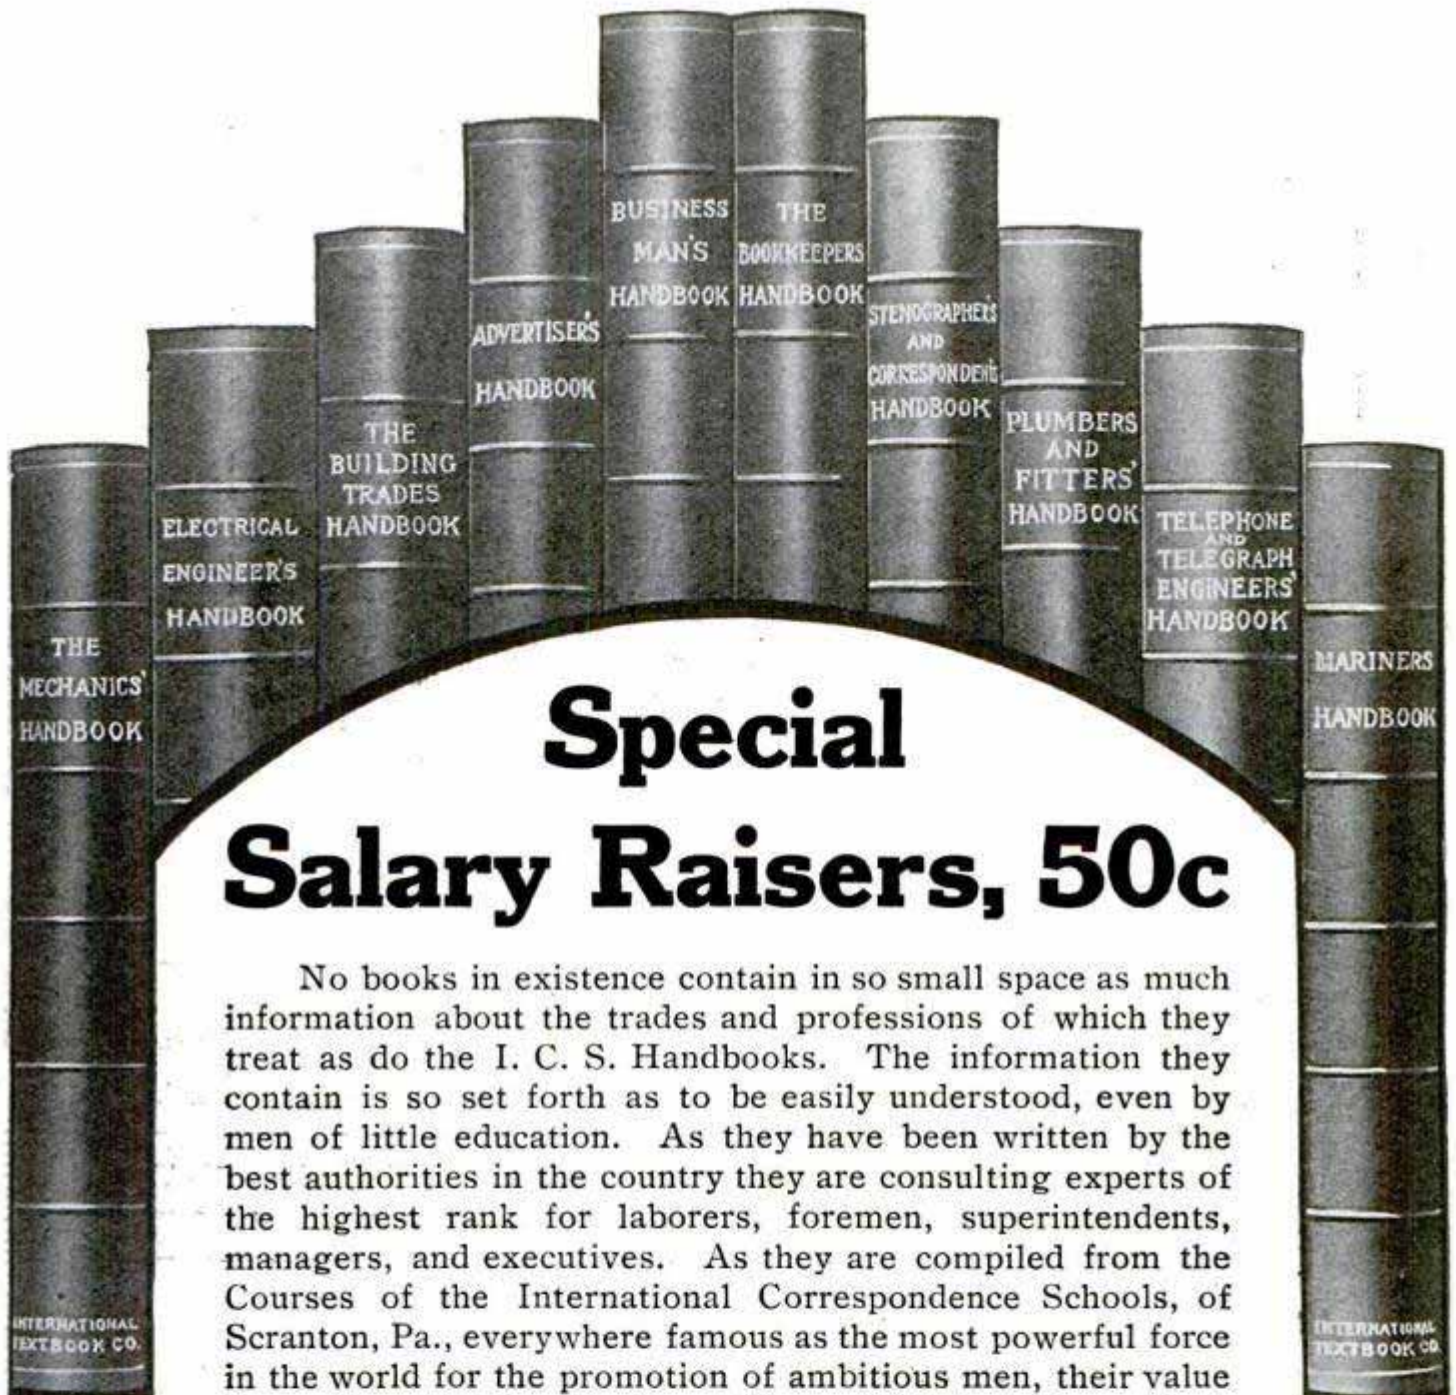 THE
MECHANICS'
HANDBOOK
INTERNATIONAL
TEXTBOOK CO.
ELECTRICAL
ENGINEER'S
HANDBOOK
THE
BUILDING
TRADES
HANDBOOK
ADVERTISER'S
HANDBOOK
BUSINESS
MAN'S
HANDBOOK
THE
BOOKKEEPERS
HANDBOOK
STENOGRAPHER'S
AND
CORRESPONDENT'S
HANDBOOK
PLUMBERS
AND
FITTERS'
HANDBOOK
TELEPHONE
AND
TELEGRAPH
ENGINEERS'
HANDBOOK
MARINERS
HANDBOOK
INTERNATIONAL
TEXTBOOK CO.
Special
Salary Raisers, 50c
No books in existence contain in so small space as much
information about the trades and professions of which they
treat as do the I. C. S. Handbooks. The information they
contain is so set forth as to be easily understood, even by
men of little education. As they have been written by the
best authorities in the country they are consulting experts of
the highest rank for laborers, foremen, superintendents,
managers, and executives. As they are compiled from the
Courses of the International Correspondence Schools, of
Scranton, Pa., everywhere famous as the most powerful force
in the world for the promotion of ambitious men, their value